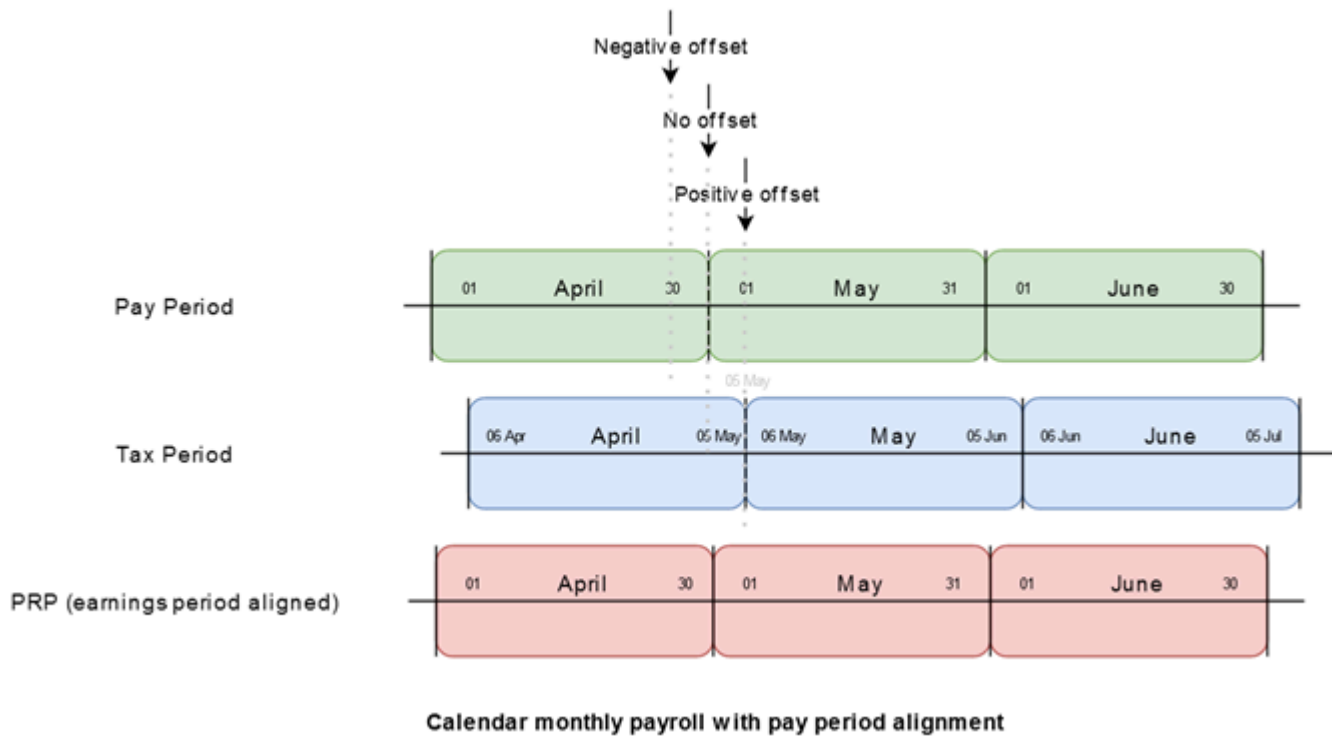 Negative offset
No offset
Positive offset
Pay Period
01 April 30 01 May 31 01 June 30
05 May
Tax Period
06 Apr April 05 May 06 May May 05 Jun 06 Jun June 05 Jul
PRP (earnings period aligned)
01 April 30 01 May 31 01 June 30
Calendar monthly payroll with pay period alignment